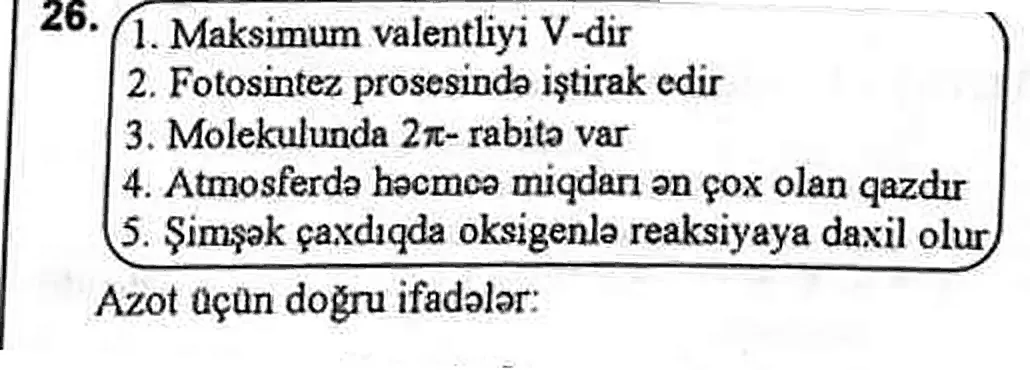 26.
1. Maksimum valentliyi V-dir
2. Fotosintez prosesində iştirak edir
3. Molekulunda 2π- rabitə var
4. Atmosferdə həcmcə miqdarı ən çox olan qazdır
5. Şimşək çaxdıqda oksigenlə reaksiyaya daxil olur
Azot üçün doğru ifadələr: